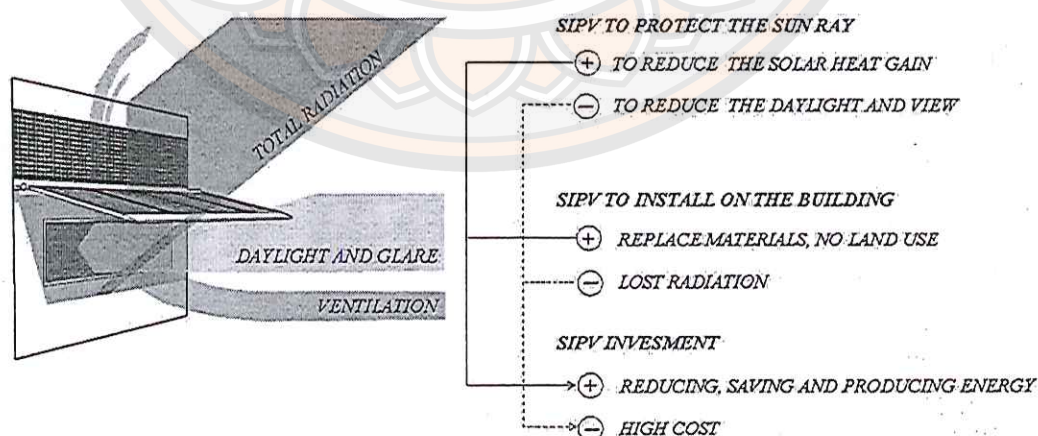 TOTAL RADIATION
DAYLIGHT AND GLARE
VENTILATION
SIPV TO PROTECT THE SUN RAY
+ TO REDUCE THE SOLAR HEAT GAIN
− TO REDUCE THE DAYLIGHT AND VIEW
SIPV TO INSTALL ON THE BUILDING
+ REPLACE MATERIALS, NO LAND USE
− LOST RADIATION
SIPV INVESMENT
+ REDUCING, SAVING AND PRODUCING ENERGY
− HIGH COST